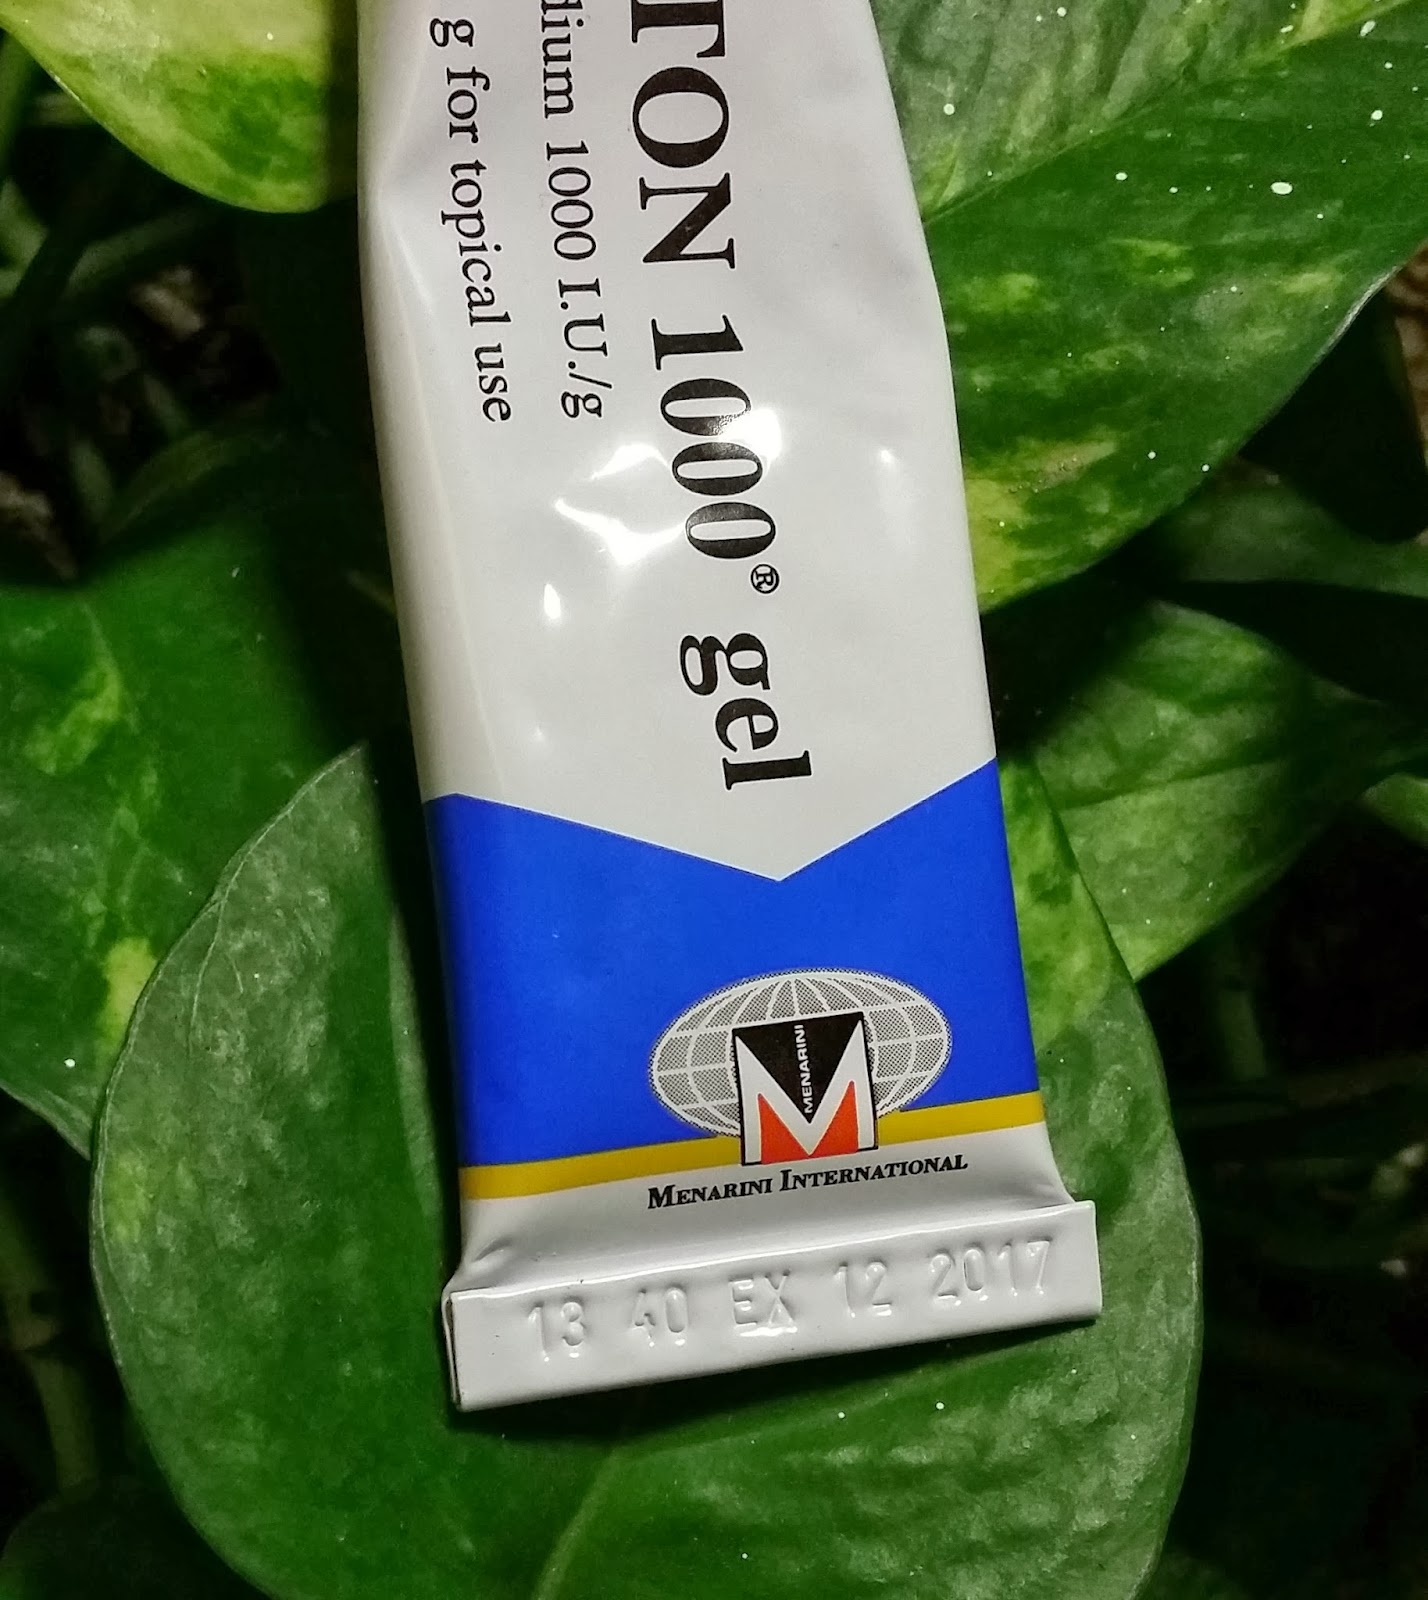 TON 1000® gel
dium 1000 I.U./g
g for topical use
MENARINI
MENARINI INTERNATIONAL
13 40 EX 12 2017